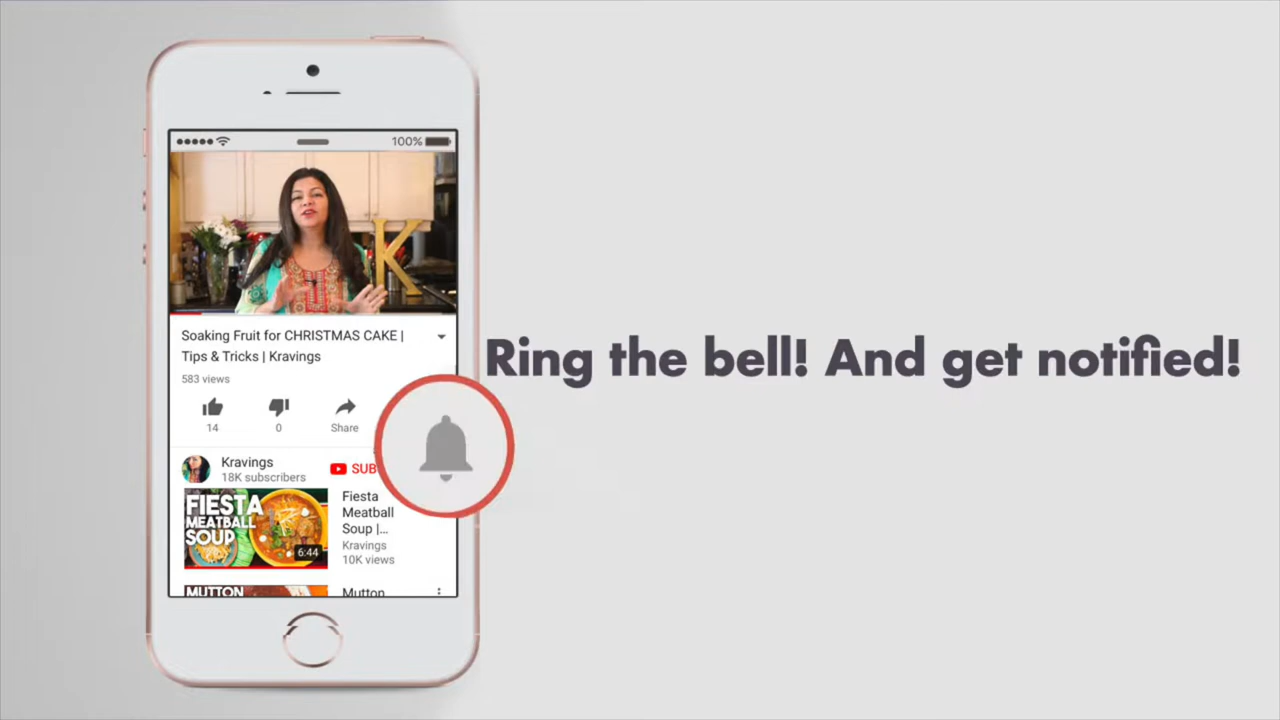 100%
K
Soaking Fruit for CHRISTMAS CAKE |
Tips & Tricks | Kravings
583 views
14
0
Share
Ring the bell! And get notified!
Kravings
18K subscribers
SUB
FIESTA
MEATBALL
SOUP
6:44
Fiesta
Meatball
Soup |...
Kravings
10K views
MUTTON
Mutton